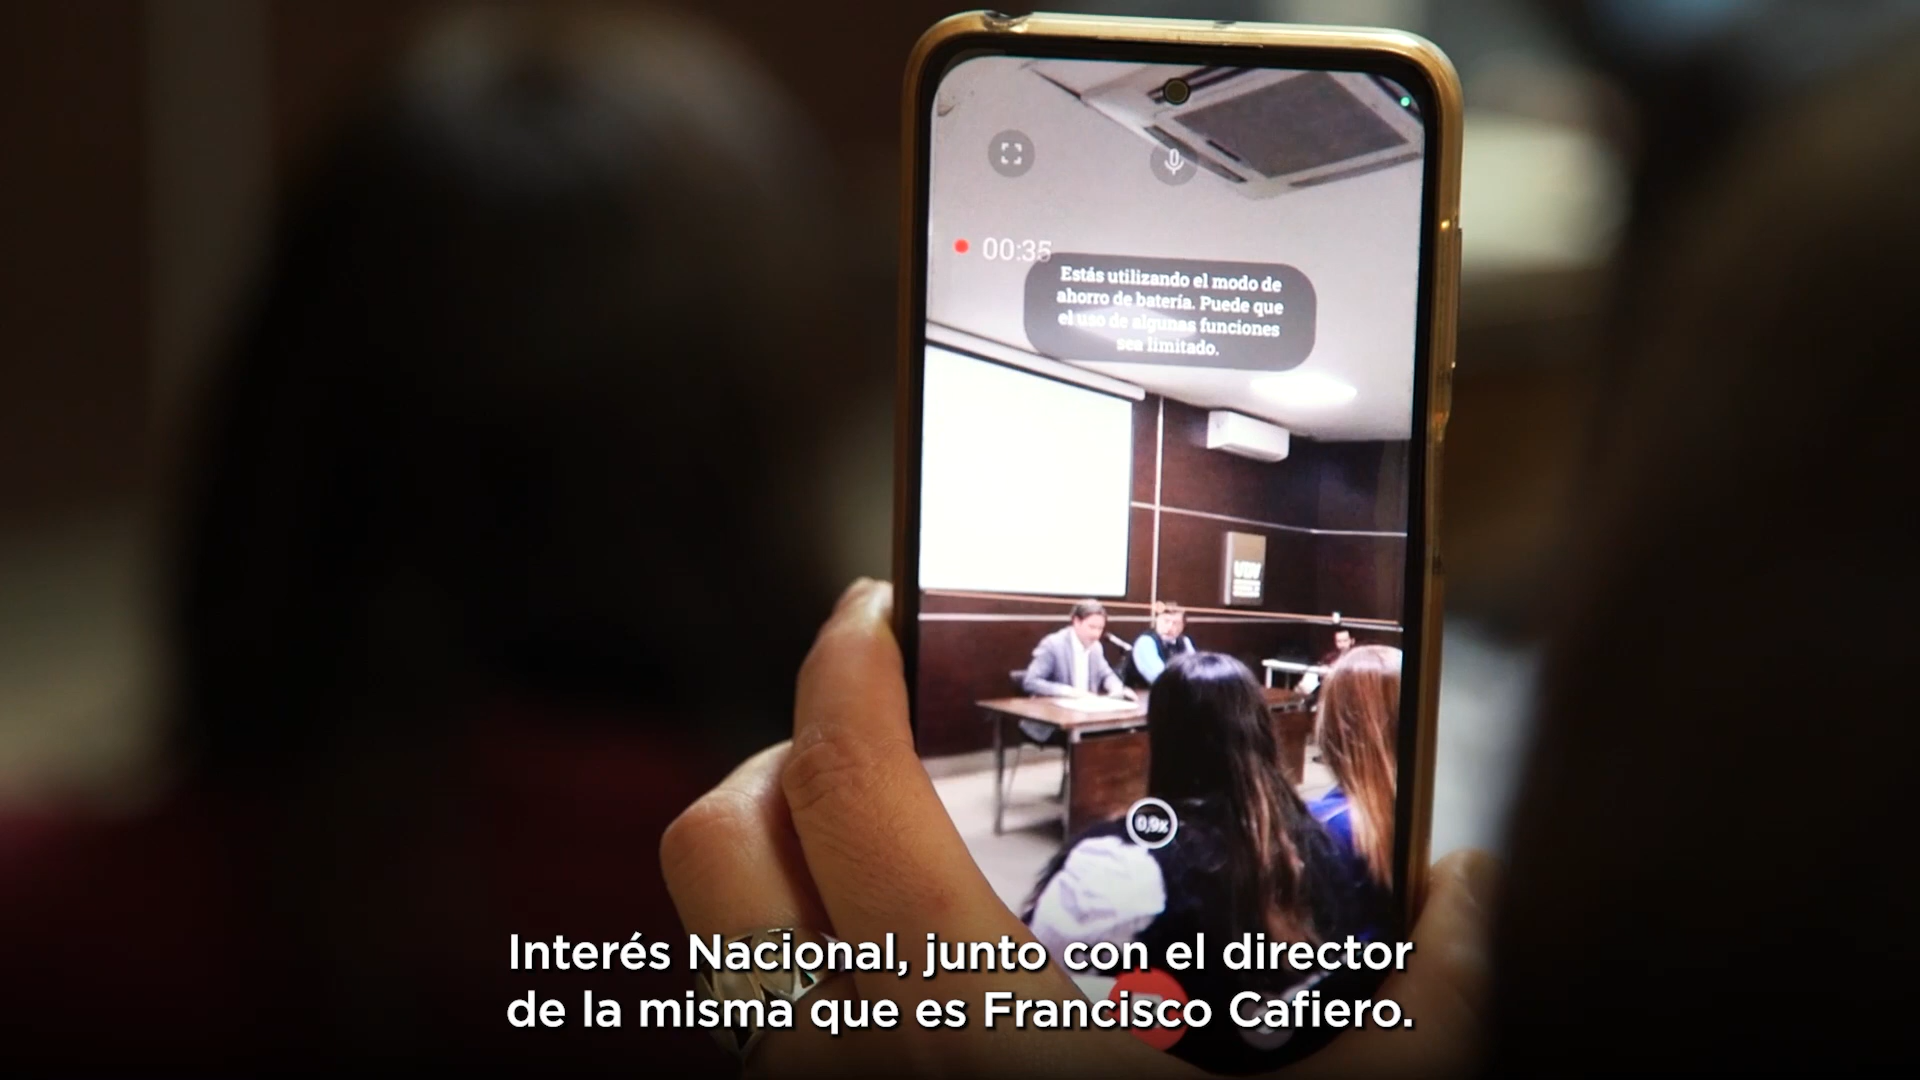 00:35
Estás utilizando el modo de
ahorro de batería. Puede que
el uso de algunas funciones
sea limitado.
0,9x
Interés Nacional, junto con el director
de la misma que es Francisco Cafiero.